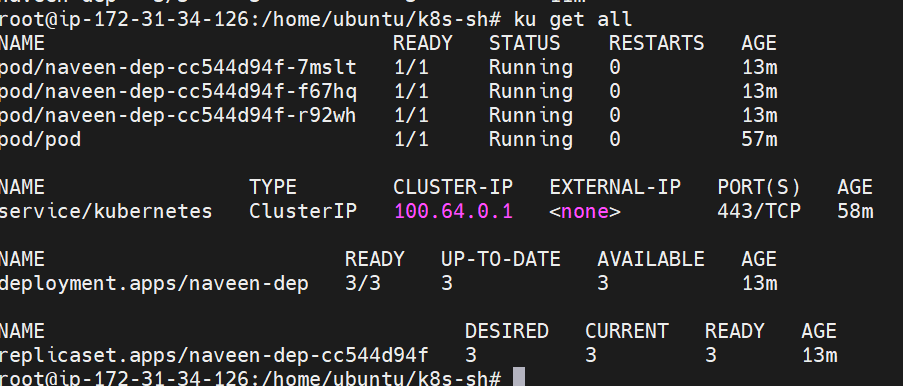 root@ip-172-31-34-126:/home/ubuntu/k8s-sh# ku get all
NAME                             READY   STATUS    RESTARTS   AGE
pod/naveen-dep-cc544d94f-7mslt   1/1     Running   0          13m
pod/naveen-dep-cc544d94f-f67hq   1/1     Running   0          13m
pod/naveen-dep-cc544d94f-r92wh   1/1     Running   0          13m
pod/pod                          1/1     Running   0          57m
NAME                 TYPE        CLUSTER-IP   EXTERNAL-IP   PORT(S)   AGE
service/kubernetes   ClusterIP   100.64.0.1   <none>        443/TCP   58m
NAME                         READY   UP-TO-DATE   AVAILABLE   AGE
deployment.apps/naveen-dep   3/3     3            3           13m
NAME                                   DESIRED   CURRENT   READY   AGE
replicaset.apps/naveen-dep-cc544d94f   3         3         3       13m
root@ip-172-31-34-126:/home/ubuntu/k8s-sh#